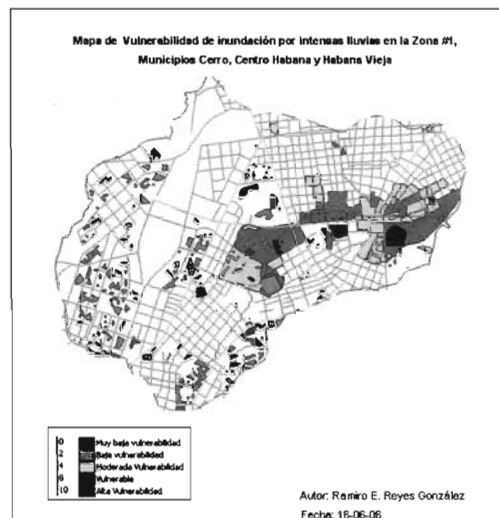 Mapa de Vulnerabilidad de inundación por intensas lluvias en la Zona #1,
Municipios Cerro, Centro Habana y Habana Vieja
0 Muy baja vulnerabilidad
2 Baja vulnerabilidad
4 Moderada Vulnerabilidad
8 Vulnerable
10 Alta Vulnerabilidad
Autor: Ramiro E. Reyes González
Fecha: 16-06-06